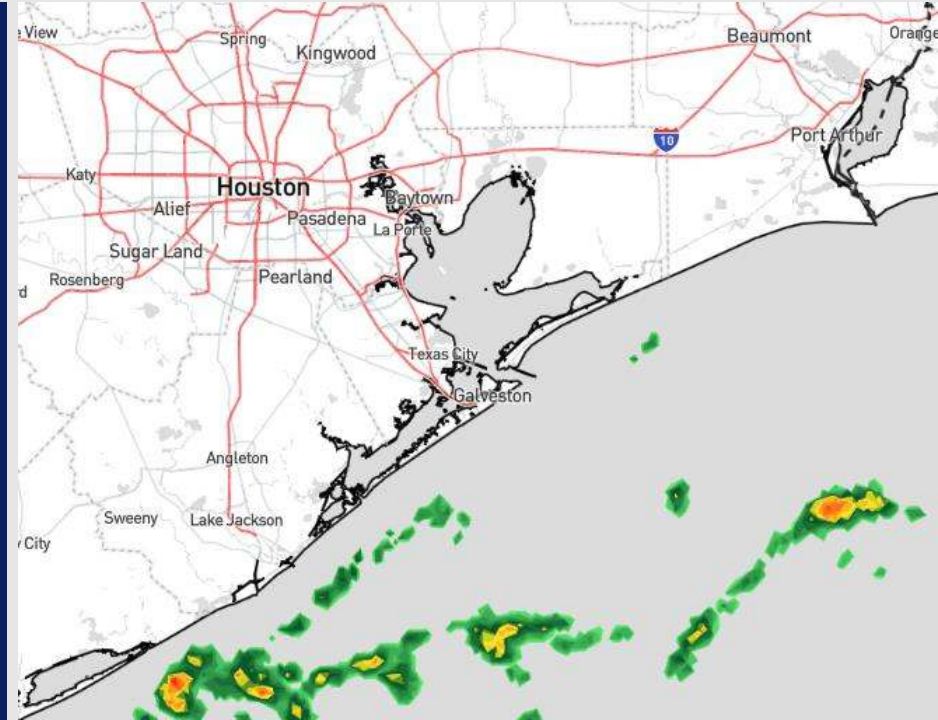 View
Spring
Kingwood
Beaumont
Orange
10
Port Arthur
Katy
Houston
Baytown
Alief
Pasadena
La Porte
Sugar Land
Rosenberg
Pearland
rd
Texas City
Galveston
Angleton
Sweeny
Lake Jackson
City